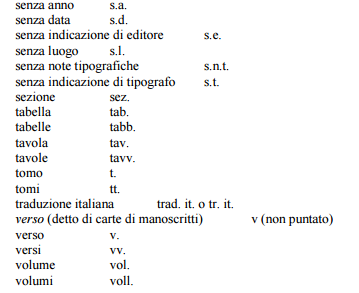 senza anno s.a.
senza data s.d.
senza indicazione di editore s.e.
senza luogo s.l.
senza note tipografiche s.n.t.
senza indicazione di tipografo s.t.
sezione sez.
tabella tab.
tabelle tabb.
tavola tav.
tavole tavv.
tomo t.
tomi tt.
traduzione italiana trad. it. o tr. it.
verso (detto di carte di manoscritti) v (non puntato)
verso v.
versi vv.
volume vol.
volumi voll.